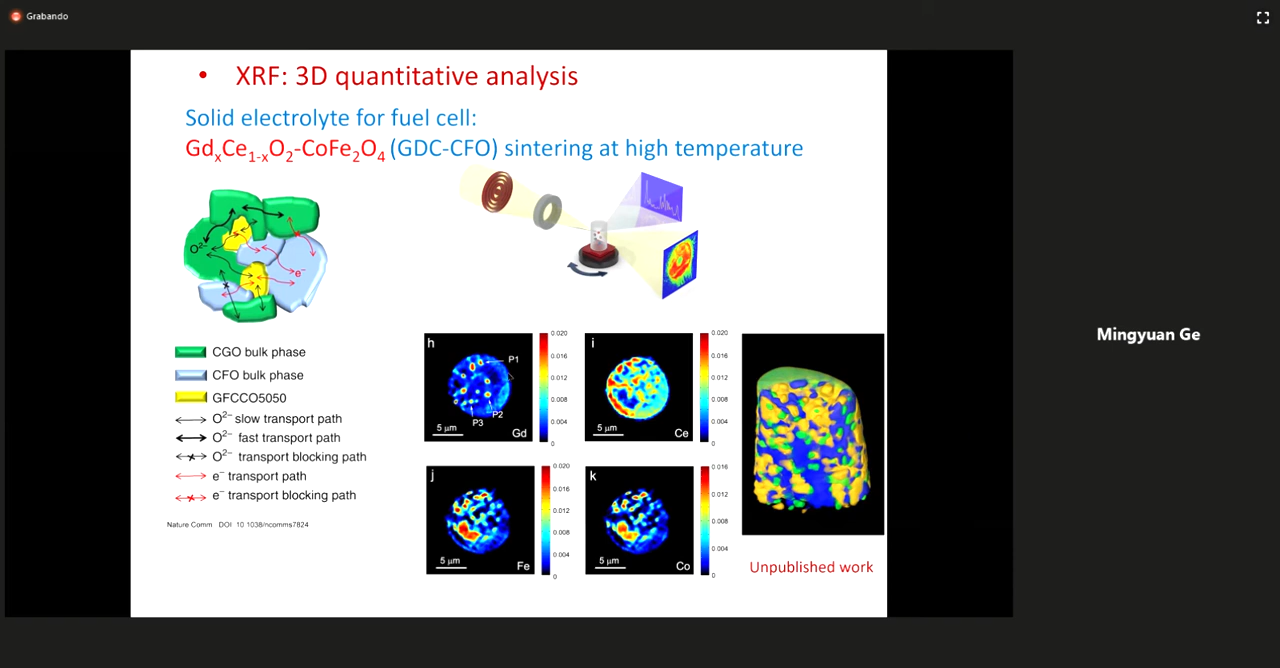 Grabando
• XRF: 3D quantitative analysis
Solid electrolyte for fuel cell:
GdxCe1-xO2-CoFe2O4 (GDC-CFO) sintering at high temperature
O2−
e−
CGO bulk phase
CFO bulk phase
GFCCO5050
O2− slow transport path
O2− fast transport path
O2− transport blocking path
e− transport path
e− transport blocking path
Nature Comm DOI: 10.1038/ncomms7824
h
P1
P2
P3
5 μm
Gd
0.020
0.016
0.012
0.008
0.004
0
i
5 μm
Ce
0.020
0.016
0.012
0.008
0.004
0
j
5 μm
Fe
0.020
0.016
0.012
0.008
0.004
0
k
5 μm
Co
0.016
0.012
0.008
0.004
0
Unpublished work
Mingyuan Ge